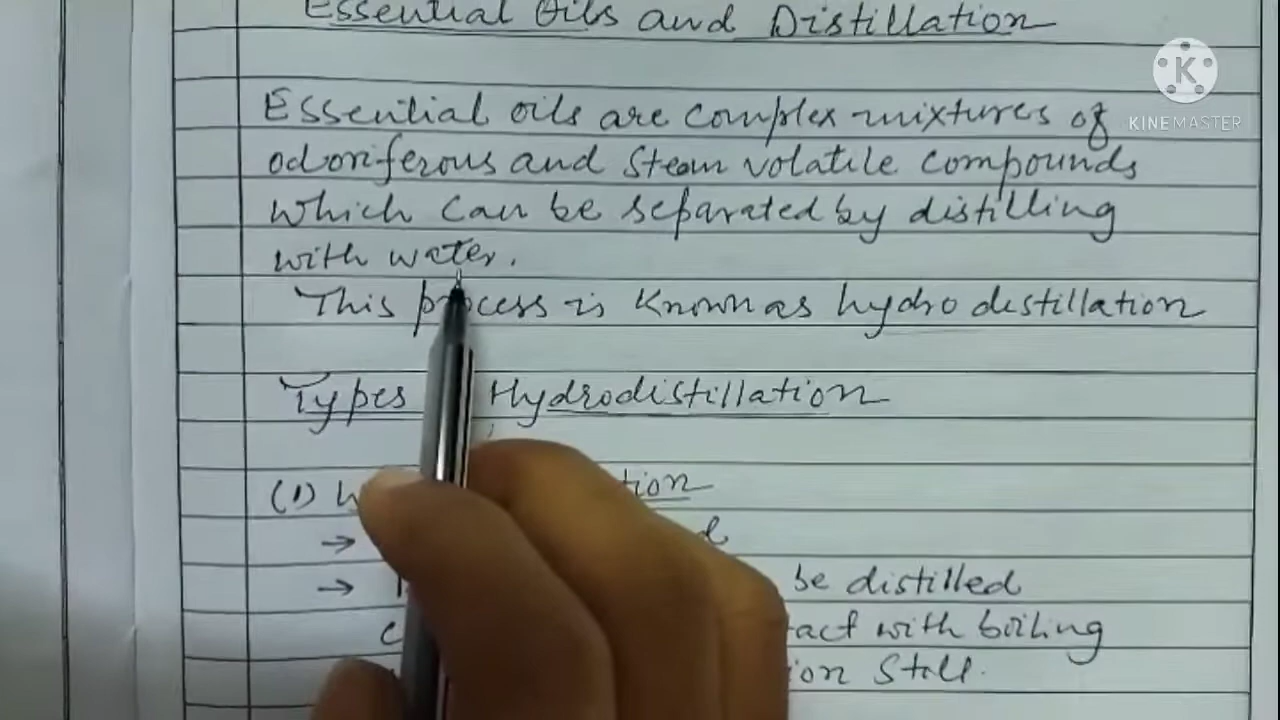 Essential Oils and Distillation
KINEMASTER
Essential oils are complex mixtures of
odoriferous and steam volatile compounds
which can be separated by distilling
with water.
This process is known as hydro distillation
Types Hydrodistillation
(1)
→
→ be distilled
with boiling
Still.